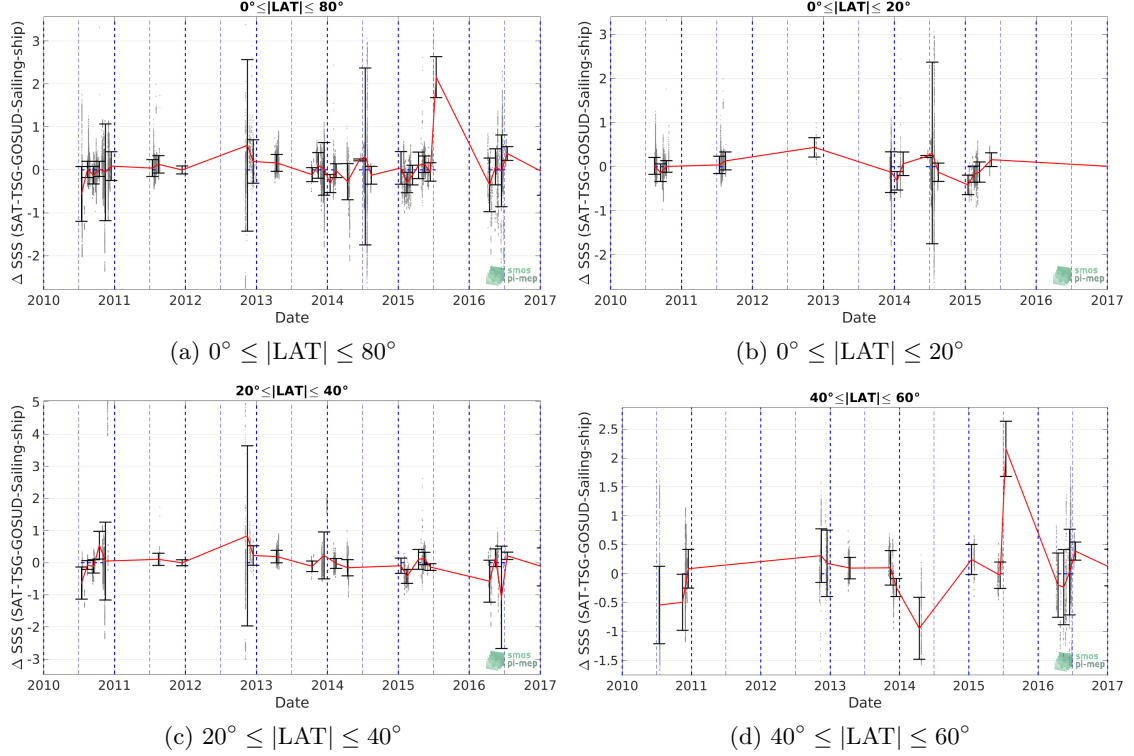 0°≤|LAT|≤ 80°
Δ SSS (SAT-TSG-GOSUD-Sailing-ship)
3
2
1
0
-1
-2
2010 2011 2012 2013 2014 2015 2016 2017
Date
smos
pi-mep
(a) 0° ≤ |LAT| ≤ 80°
0°≤|LAT|≤ 20°
Δ SSS (SAT-TSG-GOSUD-Sailing-ship)
3
2
1
0
-1
-2
2010 2011 2012 2013 2014 2015 2016 2017
Date
smos
pi-mep
(b) 0° ≤ |LAT| ≤ 20°
20°≤|LAT|≤ 40°
Δ SSS (SAT-TSG-GOSUD-Sailing-ship)
5
4
3
2
1
0
-1
-2
-3
2010 2011 2012 2013 2014 2015 2016 2017
Date
smos
pi-mep
(c) 20° ≤ |LAT| ≤ 40°
40°≤|LAT|≤ 60°
Δ SSS (SAT-TSG-GOSUD-Sailing-ship)
2.5
2
1.5
1
0.5
0
-0.5
-1
-1.5
2010 2011 2012 2013 2014 2015 2016 2017
Date
smos
pi-mep
(d) 40° ≤ |LAT| ≤ 60°